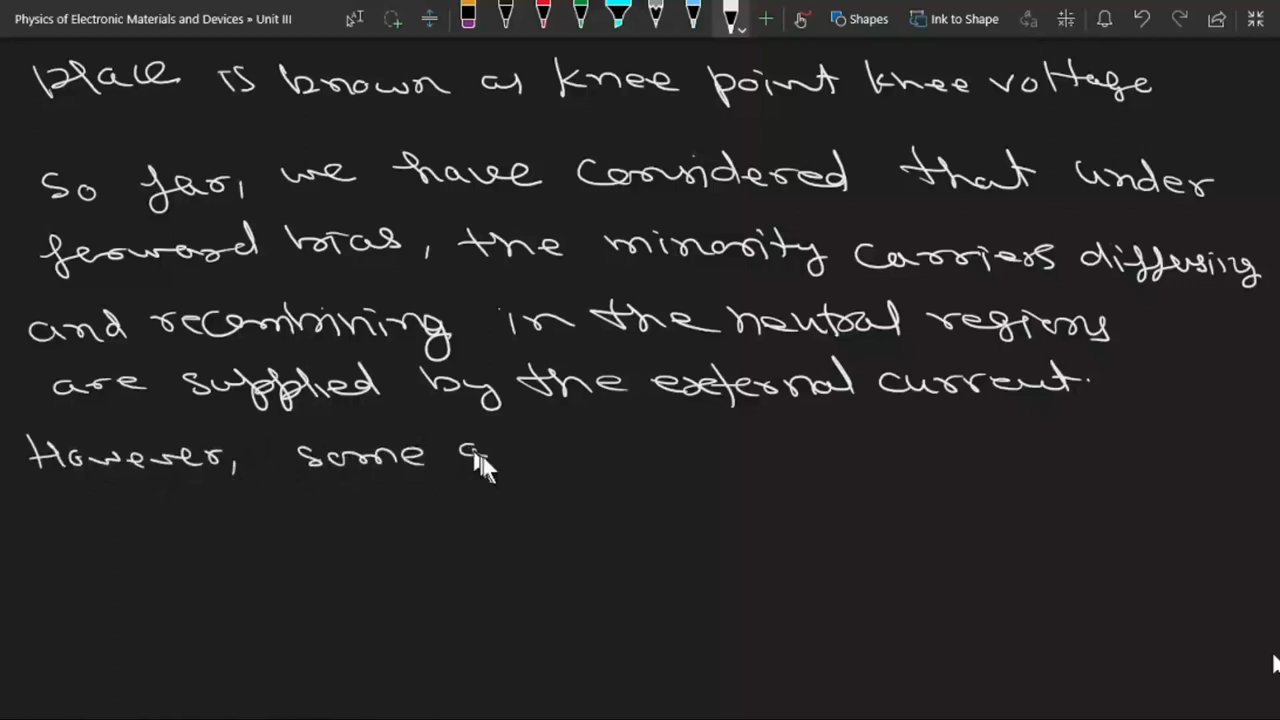 Physics of Electronic Materials and Devices » Unit III
Shapes
Ink to Shape
place is known as knee point knee voltage
So far, we have considered that under
forward bias, the minority carriers diffusing
and recombining in the neutral regions
are supplied by the external current.
However, some